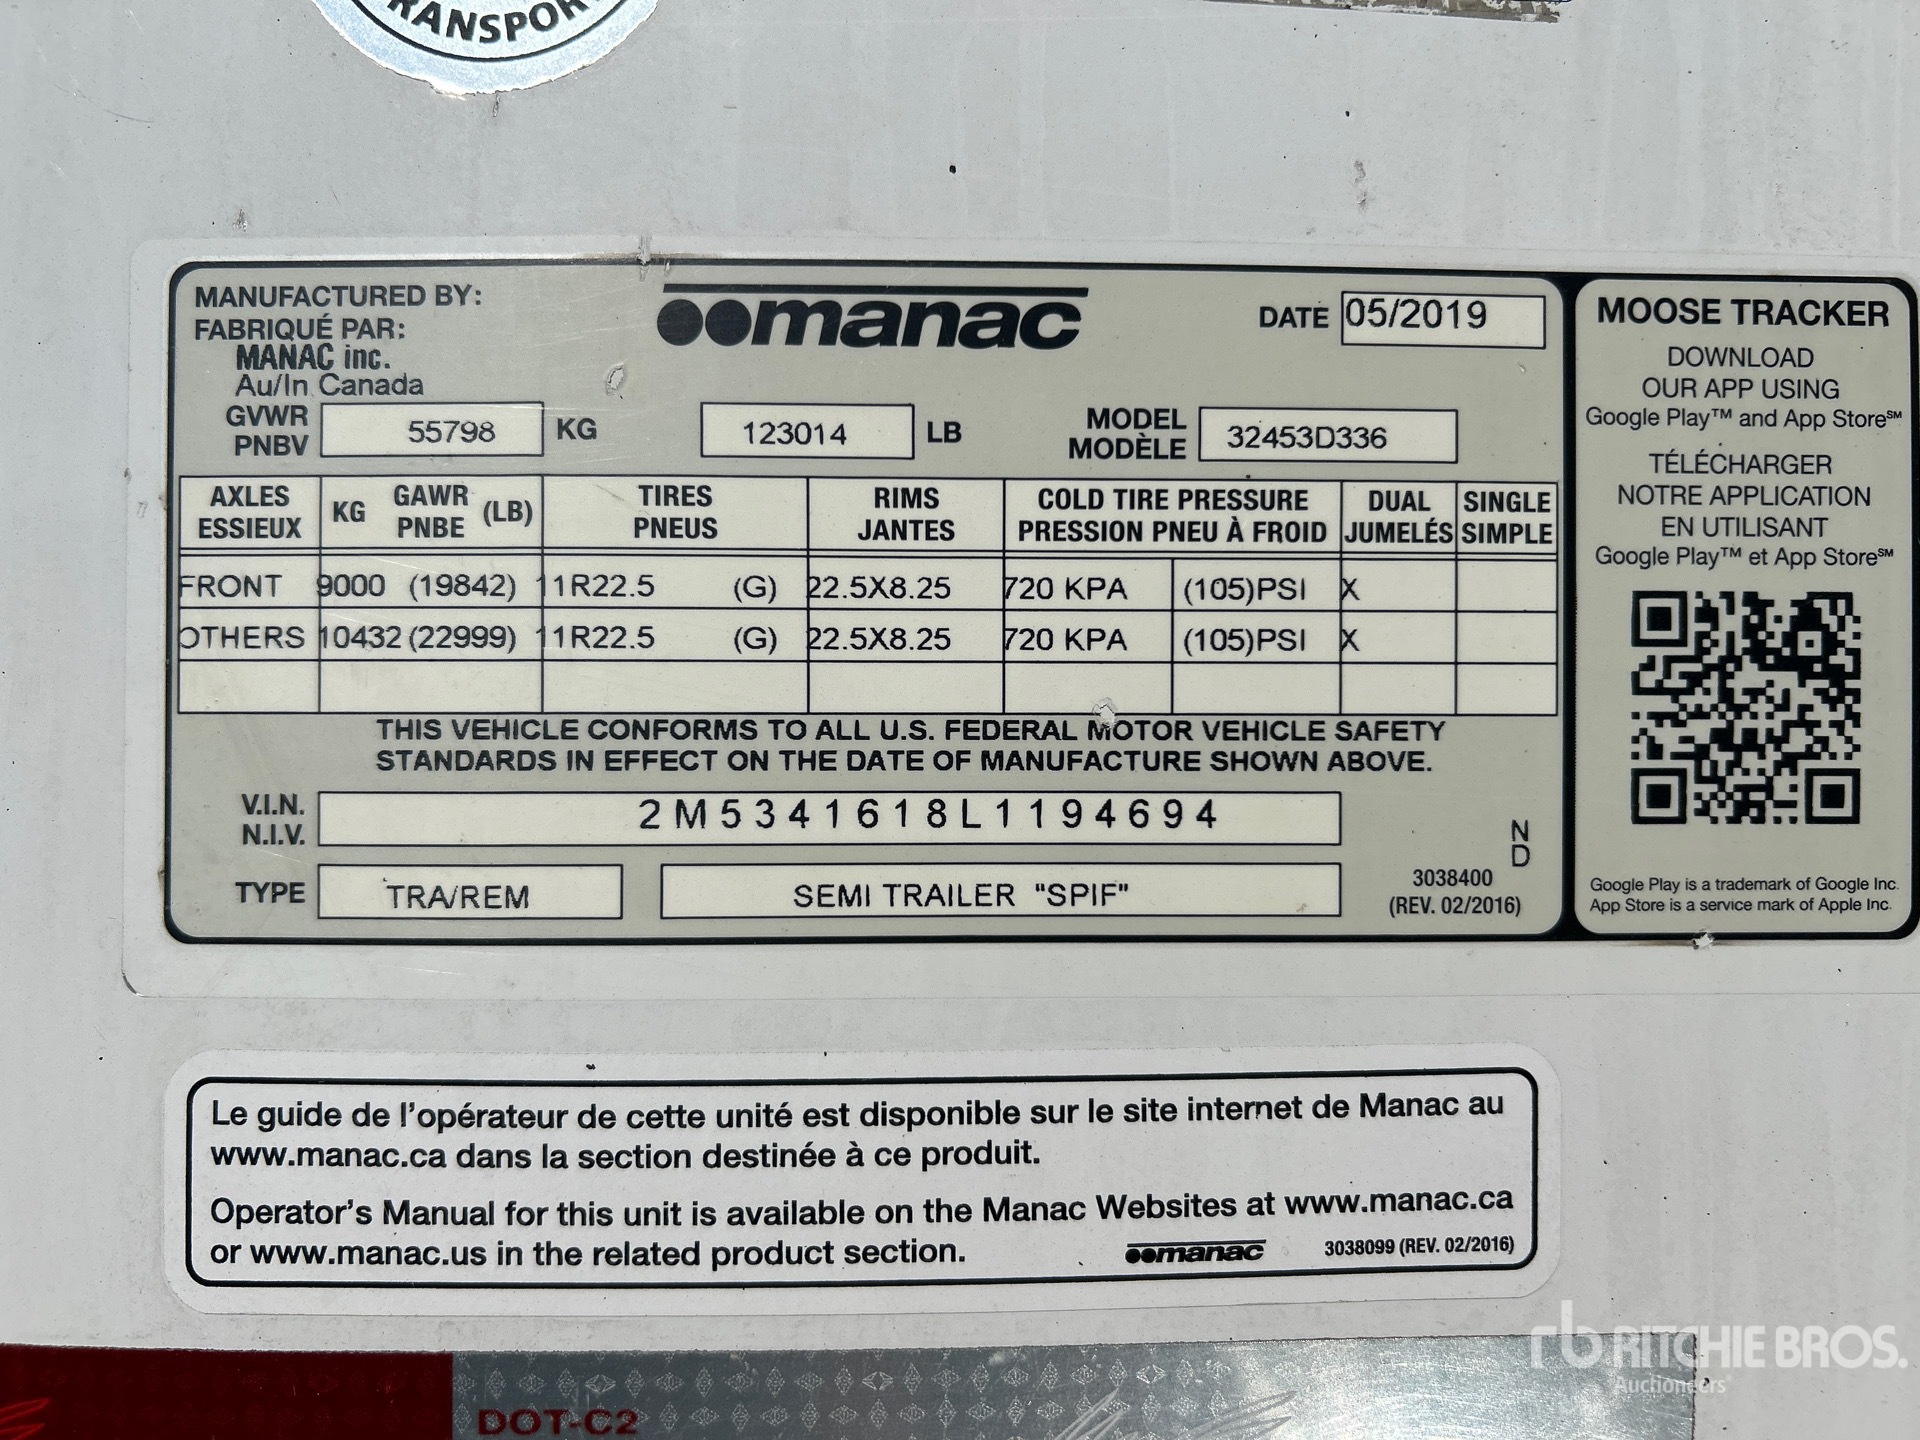 TRANSPOR
MANUFACTURED BY:
FABRIQUÉ PAR:
MANAC inc.
Au/In Canada
manac
DATE 05/2019
GVWR
PNBV
55798 KG
123014 LB
MODEL
MODÈLE
32453D336
AXLES
ESSIEUX
KG GAWR (LB)
PNBE
TIRES
PNEUS
RIMS
JANTES
COLD TIRE PRESSURE
PRESSION PNEU À FROID
DUAL
JUMELÉS
SINGLE
SIMPLE
FRONT 9000 (19842) 11R22.5 (G) 22.5X8.25 720 KPA (105)PSI X
OTHERS 10432 (22999) 11R22.5 (G) 22.5X8.25 720 KPA (105)PSI X
THIS VEHICLE CONFORMS TO ALL U.S. FEDERAL MOTOR VEHICLE SAFETY
STANDARDS IN EFFECT ON THE DATE OF MANUFACTURE SHOWN ABOVE.
V.I.N.
N.I.V.
2M5341618L1194694
N
D
TYPE TRA/REM
SEMI TRAILER "SPIF"
3038400
(REV. 02/2016)
MOOSE TRACKER
DOWNLOAD
OUR APP USING
Google Play™ and App Store℠
TÉLÉCHARGER
NOTRE APPLICATION
EN UTILISANT
Google Play™ et App Store℠
Google Play is a trademark of Google Inc.
App Store is a service mark of Apple Inc.
Le guide de l'opérateur de cette unité est disponible sur le site internet de Manac au
www.manac.ca dans la section destinée à ce produit.
Operator's Manual for this unit is available on the Manac Websites at www.manac.ca
or www.manac.us in the related product section.
manac
3038099 (REV. 02/2016)
DOT-C2
rb RITCHIE BROS.
Auctioneers